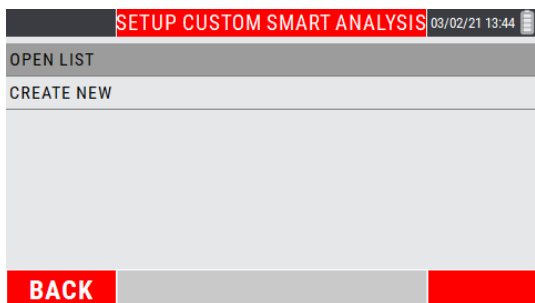 SETUP CUSTOM SMART ANALYSIS 03/02/21 13:44
OPEN LIST
CREATE NEW
BACK